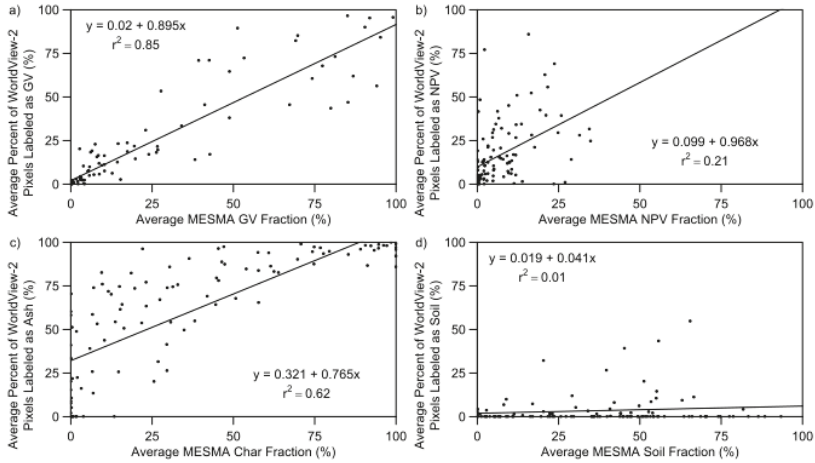 a)
y = 0.02 + 0.895x
r² = 0.85
Average Percent of WorldView-2
Pixels Labeled as GV (%)
100
75
50
25
0
0 25 50 75 100
Average MESMA GV Fraction (%)
b)
y = 0.099 + 0.968x
r² = 0.21
Average Percent of WorldView-2
Pixels Labeled as NPV (%)
100
75
50
25
0
0 25 50 75 100
Average MESMA NPV Fraction (%)
c)
y = 0.321 + 0.765x
r² = 0.62
Average Percent of WorldView-2
Pixels Labeled as Ash (%)
100
75
50
25
0
0 25 50 75 100
Average MESMA Char Fraction (%)
d)
y = 0.019 + 0.041x
r² = 0.01
Average Percent of WorldView-2
Pixels Labeled as Soil (%)
100
75
50
25
0
0 25 50 75 100
Average MESMA Soil Fraction (%)